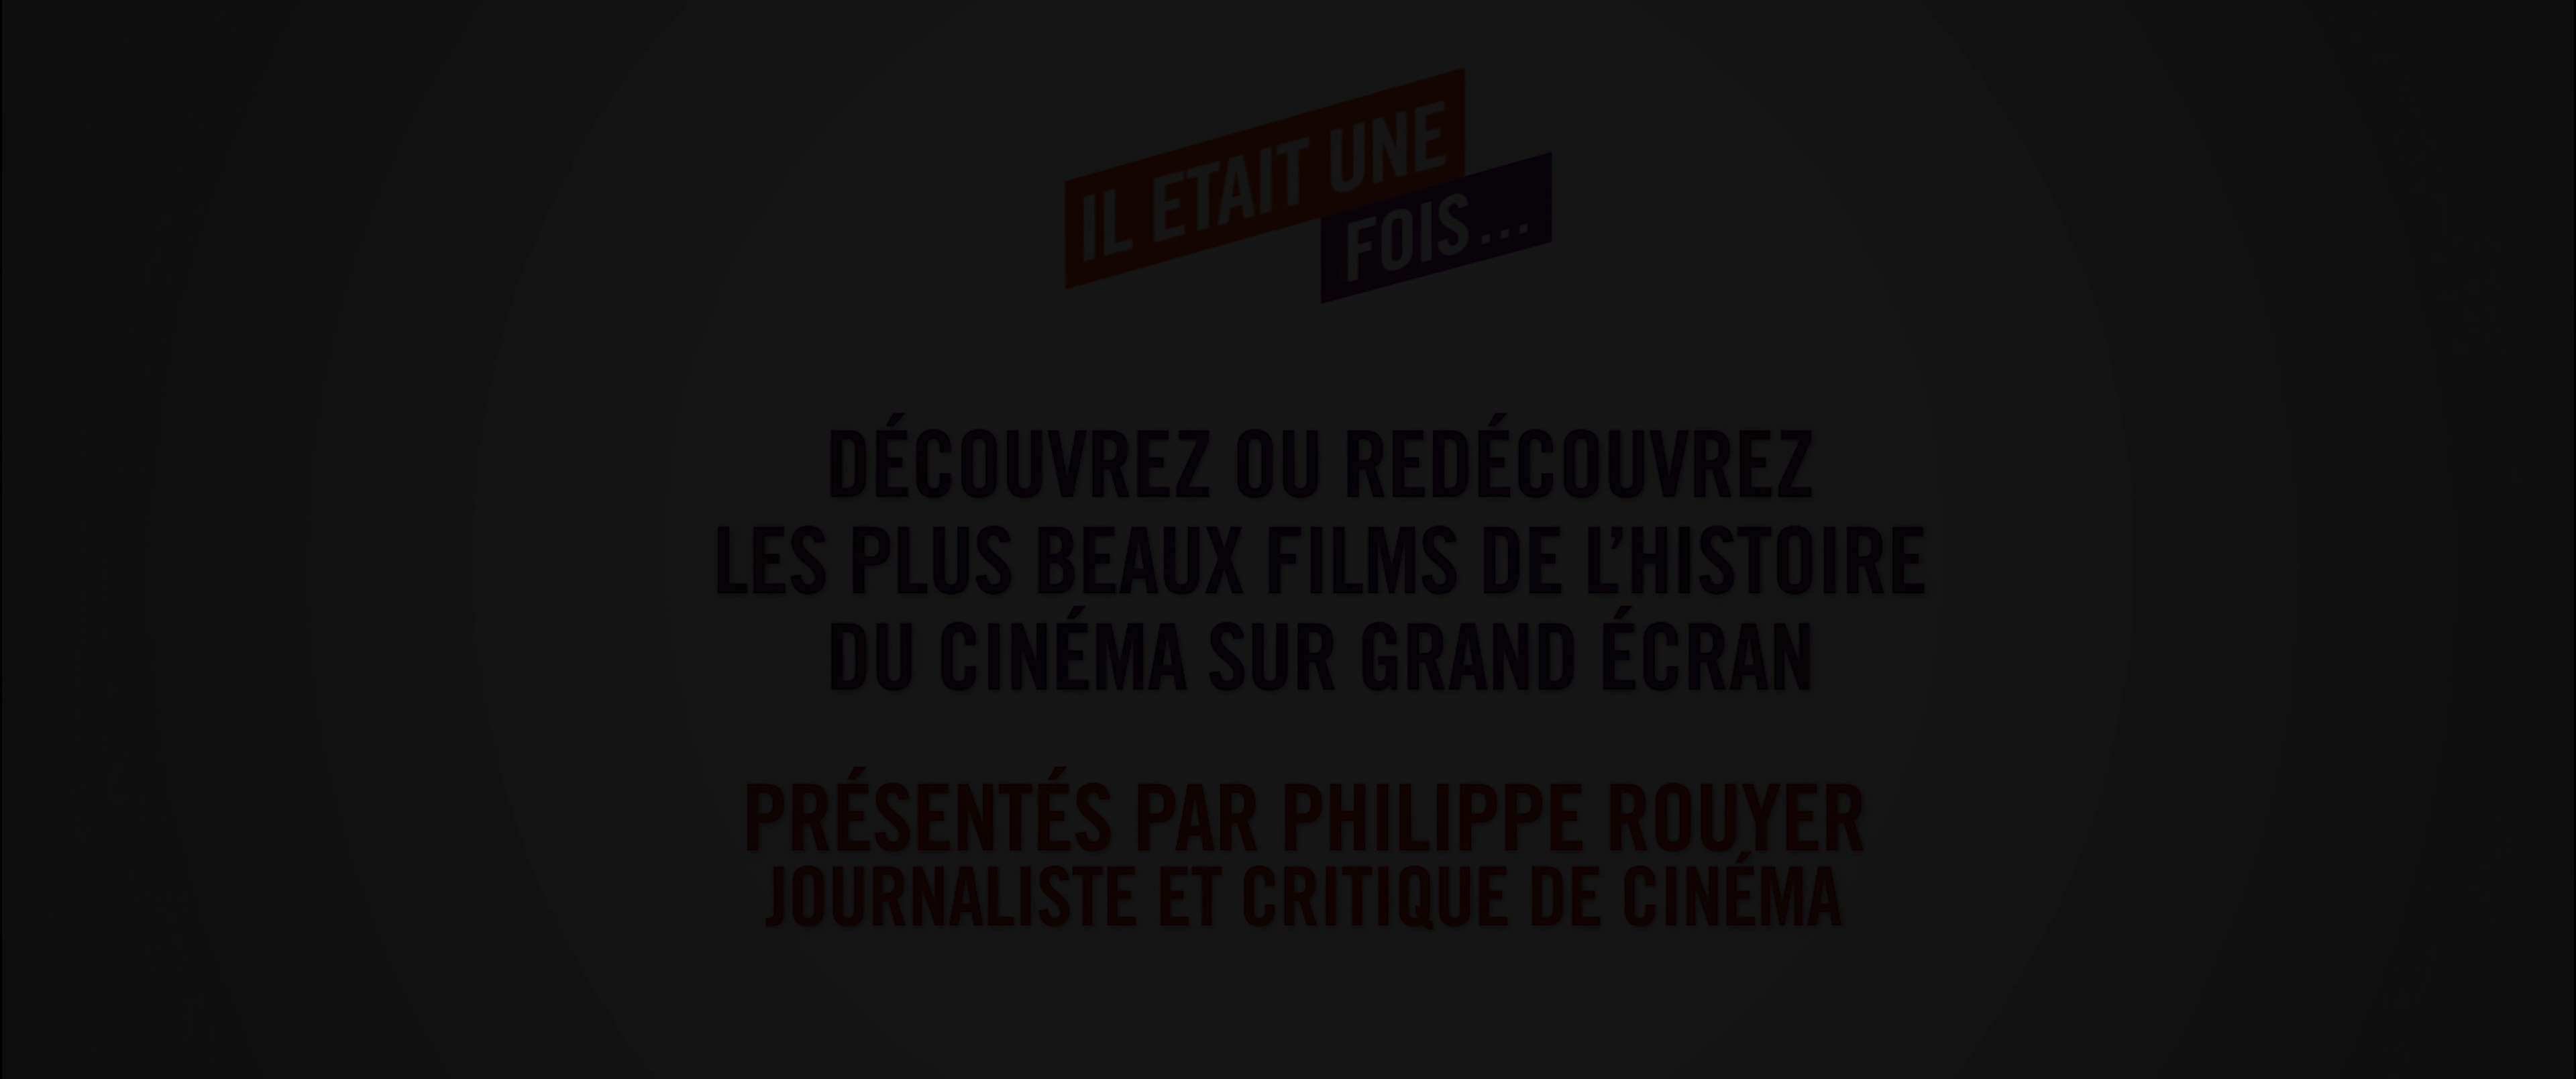 IL ETAIT UNE
FOIS...
DÉCOUVREZ OU REDÉCOUVREZ
LES PLUS BEAUX FILMS DE L’HISTOIRE
DU CINÉMA SUR GRAND ÉCRAN
PRÉSENTÉS PAR PHILIPPE ROUYER
JOURNALISTE ET CRITIQUE DE CINÉMA